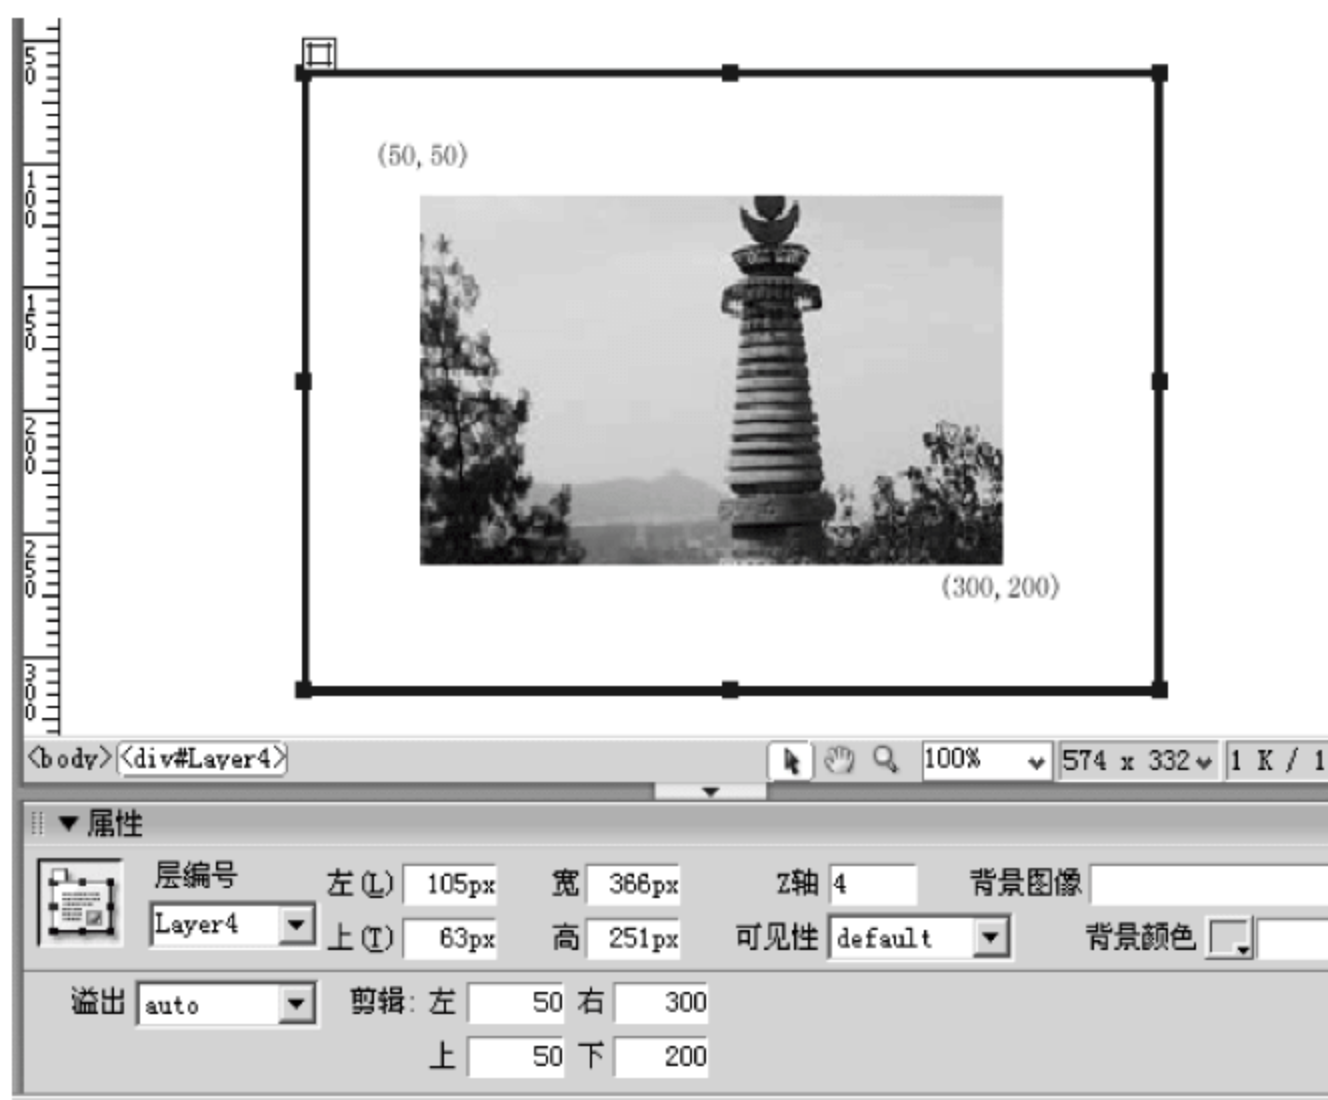 50
100
150
200
250
300
(50, 50)
(300, 200)
<body> <div#Layer4> 100% 574 x 332 1 K / 1
属性
层编号 左(L) 105px 宽 366px Z轴 4 背景图像
Layer4 上(T) 63px 高 251px 可见性 default 背景颜色
溢出 auto 剪辑: 左 50 右 300
上 50 下 200